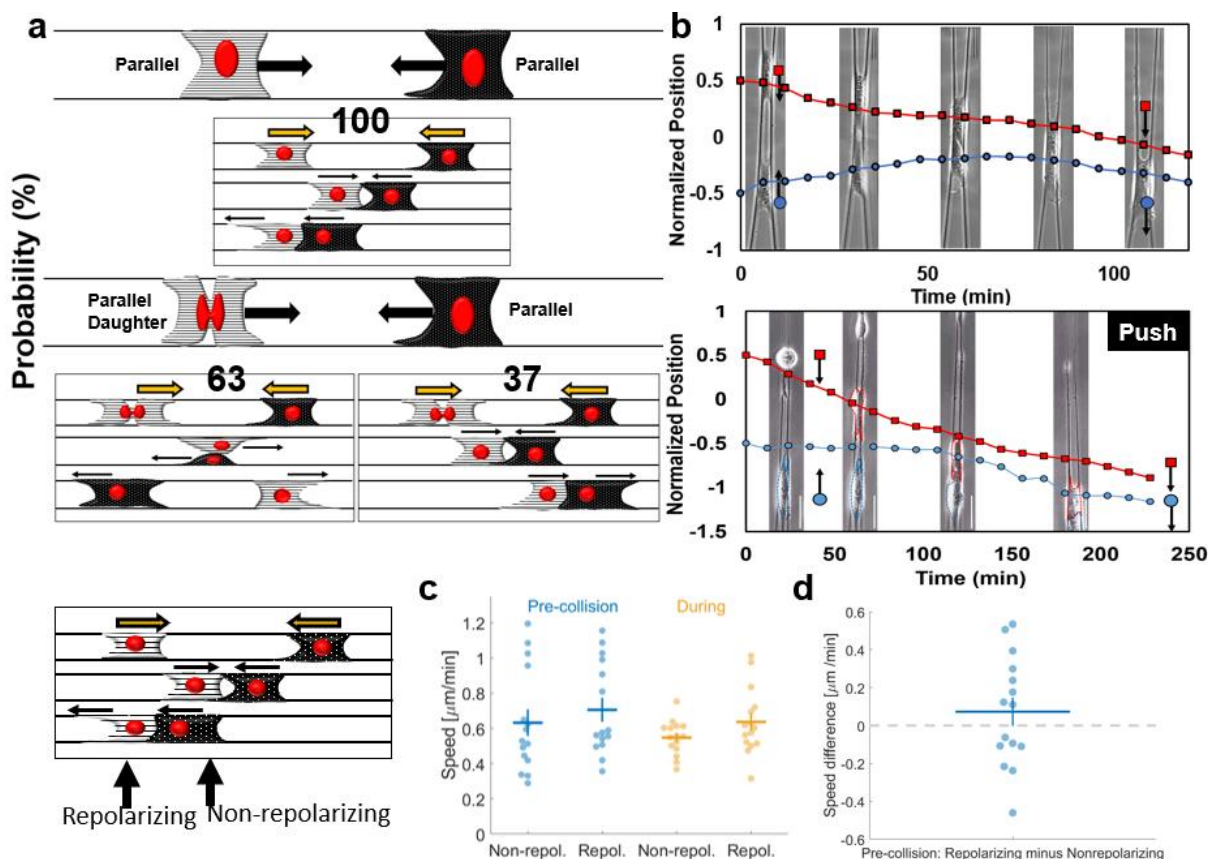 a
Probability (%)
Parallel
Parallel
100
Parallel
Daughter
Parallel
63
37
Repolarizing
Non-repolarizing
b
Normalized Position
1
0.5
0
-0.5
-1
0
50
100
Time (min)
Push
Normalized Position
1
0.5
0
-0.5
-1
-1.5
0
50
100
150
200
250
Time (min)
c
Pre-collision
During
Speed [μm/min]
1.2
1
0.8
0.6
0.4
0.2
0
Non-repol.
Repol.
Non-repol.
Repol.
d
Speed difference [μm /min]
0.6
0.4
0.2
0
-0.2
-0.4
-0.6
Pre-collision: Repolarizing minus Nonrepolarizing